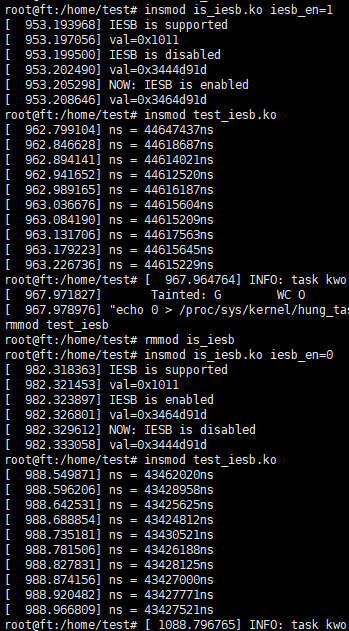 root@ft:/home/test# insmod is_iesb.ko iesb_en=1
[  953.193968] IESB is supported
[  953.197056] val=0x1011
[  953.199500] IESB is disabled
[  953.202490] val=0x3444d91d
[  953.205298] NOW: IESB is enabled
[  953.208646] val=0x3464d91d
root@ft:/home/test# insmod test_iesb.ko
[  962.799104] ns = 44647437ns
[  962.846628] ns = 44618687ns
[  962.894141] ns = 44614021ns
[  962.941652] ns = 44612520ns
[  962.989165] ns = 44616187ns
[  963.036676] ns = 44615604ns
[  963.084190] ns = 44615209ns
[  963.131706] ns = 44617563ns
[  963.179223] ns = 44615645ns
[  963.226736] ns = 44615229ns
root@ft:/home/test# [  967.964764] INFO: task kwo
[  967.971827]       Tainted: G        WC O
[  967.978976] "echo 0 > /proc/sys/kernel/hung_tas
rmmod test_iesb
root@ft:/home/test# rmmod is_iesb
root@ft:/home/test# insmod is_iesb.ko iesb_en=0
[  982.318363] IESB is supported
[  982.321453] val=0x1011
[  982.323897] IESB is enabled
[  982.326801] val=0x3464d91d
[  982.329612] NOW: IESB is disabled
[  982.333058] val=0x3444d91d
root@ft:/home/test# insmod test_iesb.ko
[  988.549871] ns = 43462020ns
[  988.596206] ns = 43428958ns
[  988.642531] ns = 43425625ns
[  988.688854] ns = 43424812ns
[  988.735181] ns = 43430521ns
[  988.781506] ns = 43426188ns
[  988.827831] ns = 43428125ns
[  988.874156] ns = 43427000ns
[  988.920482] ns = 43427771ns
[  988.966809] ns = 43427521ns
root@ft:/home/test# [ 1088.796765] INFO: task kwo